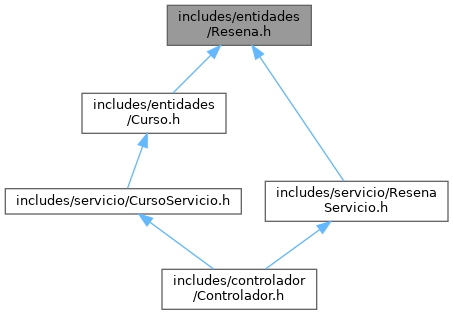 includes/entidades
/Resena.h
includes/entidades
/Curso.h
includes/servicio/CursoServicio.h
includes/servicio/Resena
Servicio.h
includes/controlador
/Controlador.h